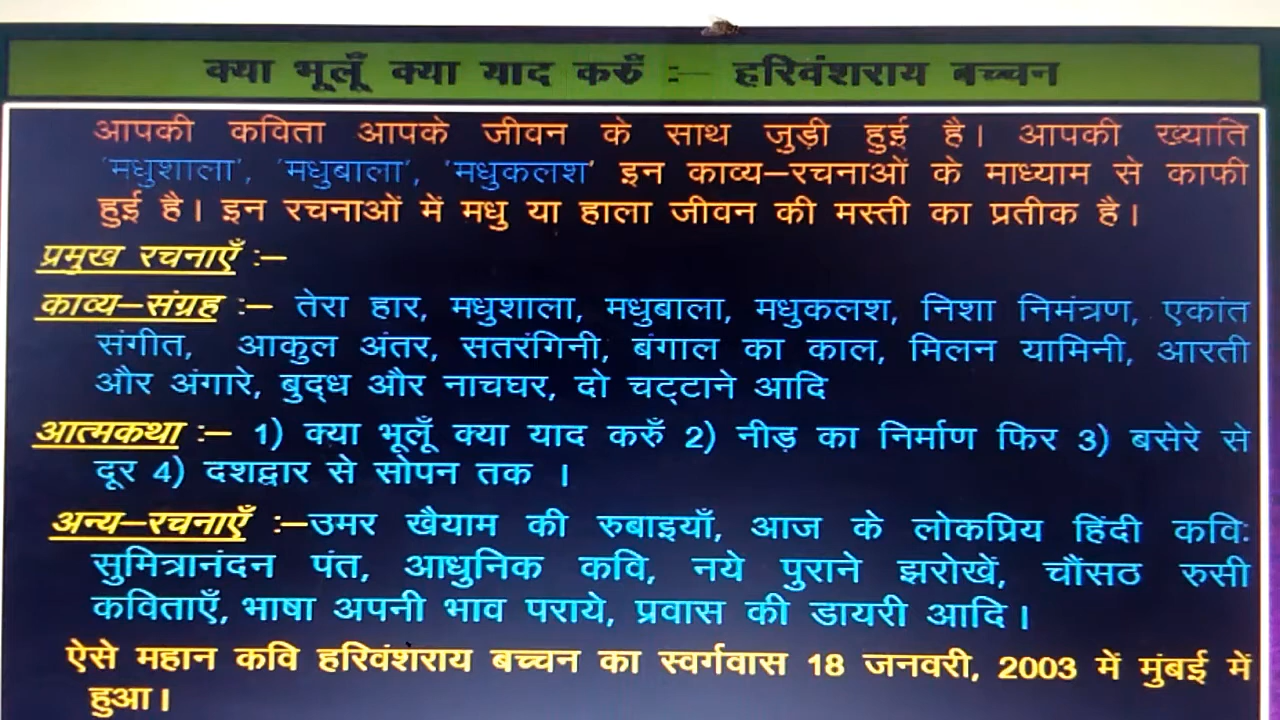 क्या भूलूँ क्या याद करुँ :– हरिवंशराय बच्चन
आपकी कविता आपके जीवन के साथ जुड़ी हुई है। आपकी ख्याति
'मधुशाला', 'मधुबाला', 'मधुकलश' इन काव्य–रचनाओं के माध्याम से काफी
हुई है। इन रचनाओं में मधु या हाला जीवन की मस्ती का प्रतीक है।
प्रमुख रचनाएँ :–
काव्य–संग्रह :– तेरा हार, मधुशाला, मधुबाला, मधुकलश, निशा निमंत्रण, एकांत
संगीत, आकुल अंतर, सतरंगिनी, बंगाल का काल, मिलन यामिनी, आरती
और अंगारे, बुद्ध और नाचघर, दो चट्टाने आदि
आत्मकथा :– 1) क्या भूलूँ क्या याद करुँ 2) नीड़ का निर्माण फिर 3) बसेरे से
दूर 4) दशद्वार से सोपन तक ।
अन्य–रचनाएँ :–उमर खैयाम की रुबाइयाँ, आज के लोकप्रिय हिंदी कविः
सुमित्रानंदन पंत, आधुनिक कवि, नये पुराने झरोखें, चौंसठ रुसी
कविताएँ, भाषा अपनी भाव पराये, प्रवास की डायरी आदि।
ऐसे महान कवि हरिवंशराय बच्चन का स्वर्गवास 18 जनवरी, 2003 में मुंबई में
हुआ।